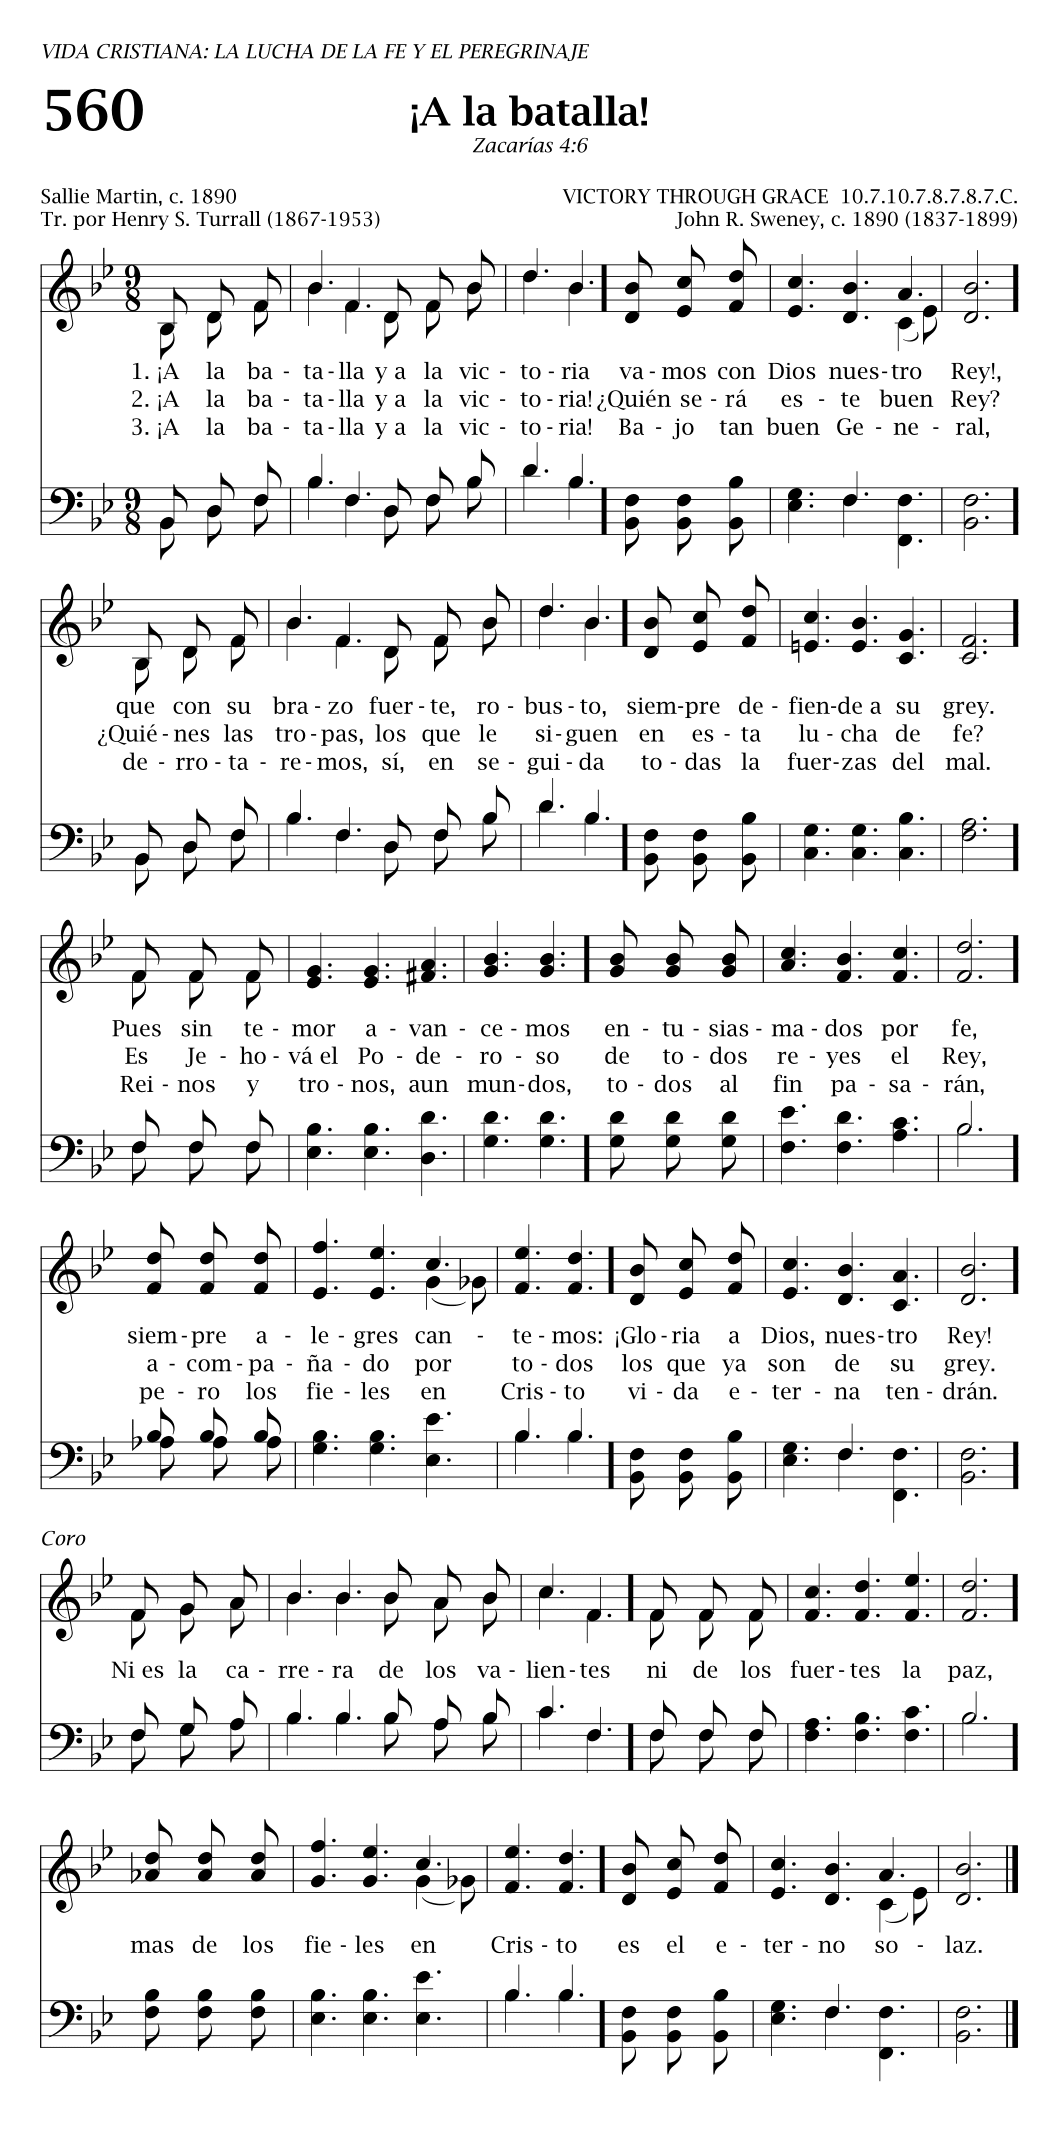 VIDA CRISTIANA: LA LUCHA DE LA FE Y EL PEREGRINAJE
560
¡A la batalla!
Zacarías 4:6
Sallie Martin, c. 1890
VICTORY THROUGH GRACE 10.7.10.7.8.7.8.7.C.
Tr. por Henry S. Turrall (1867-1953)
John R. Sweney, c. 1890 (1837-1899)
9
8
1. ¡A la ba - ta - lla y a la vic - to - ria va - mos con Dios nues - tro Rey!,
2. ¡A la ba - ta - lla y a la vic - to - ria! ¿Quién se - rá es - te buen Rey?
3. ¡A la ba - ta - lla y a la vic - to - ria! Ba - jo tan buen Ge - ne - ral,
9
8
que con su bra - zo fuer - te, ro - bus - to, siem - pre de - fien - de a su grey.
¿Quié - nes las tro - pas, los que le si - guen en es - ta lu - cha de fe?
de - rro - ta - re - mos, sí, en se - gui - da to - das la fuer - zas del mal.
Pues sin te - mor a - van - ce - mos en - tu - sias - ma - dos por fe,
Es Je - ho - vá el Po - de - ro - so de to - dos re - yes el Rey,
Rei - nos y tro - nos, aun mun - dos, to - dos al fin pa - sa - rán,
siem - pre a - le - gres can - te - mos: ¡Glo - ria a Dios, nues - tro Rey!
a - com - pa - ña - do por to - dos los que ya son de su grey.
pe - ro los fie - les en Cris - to vi - da e - ter - na ten - drán.
Coro
Ni es la ca - rre - ra de los va - lien - tes ni de los fuer - tes la paz,
mas de los fie - les en Cris - to es el e - ter - no so - laz.